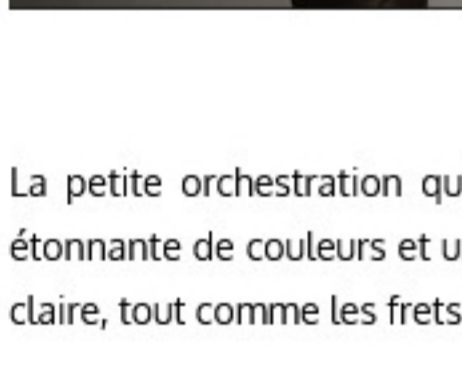 La petite orchestration qu
étonnante de couleurs et u
claire, tout comme les frets